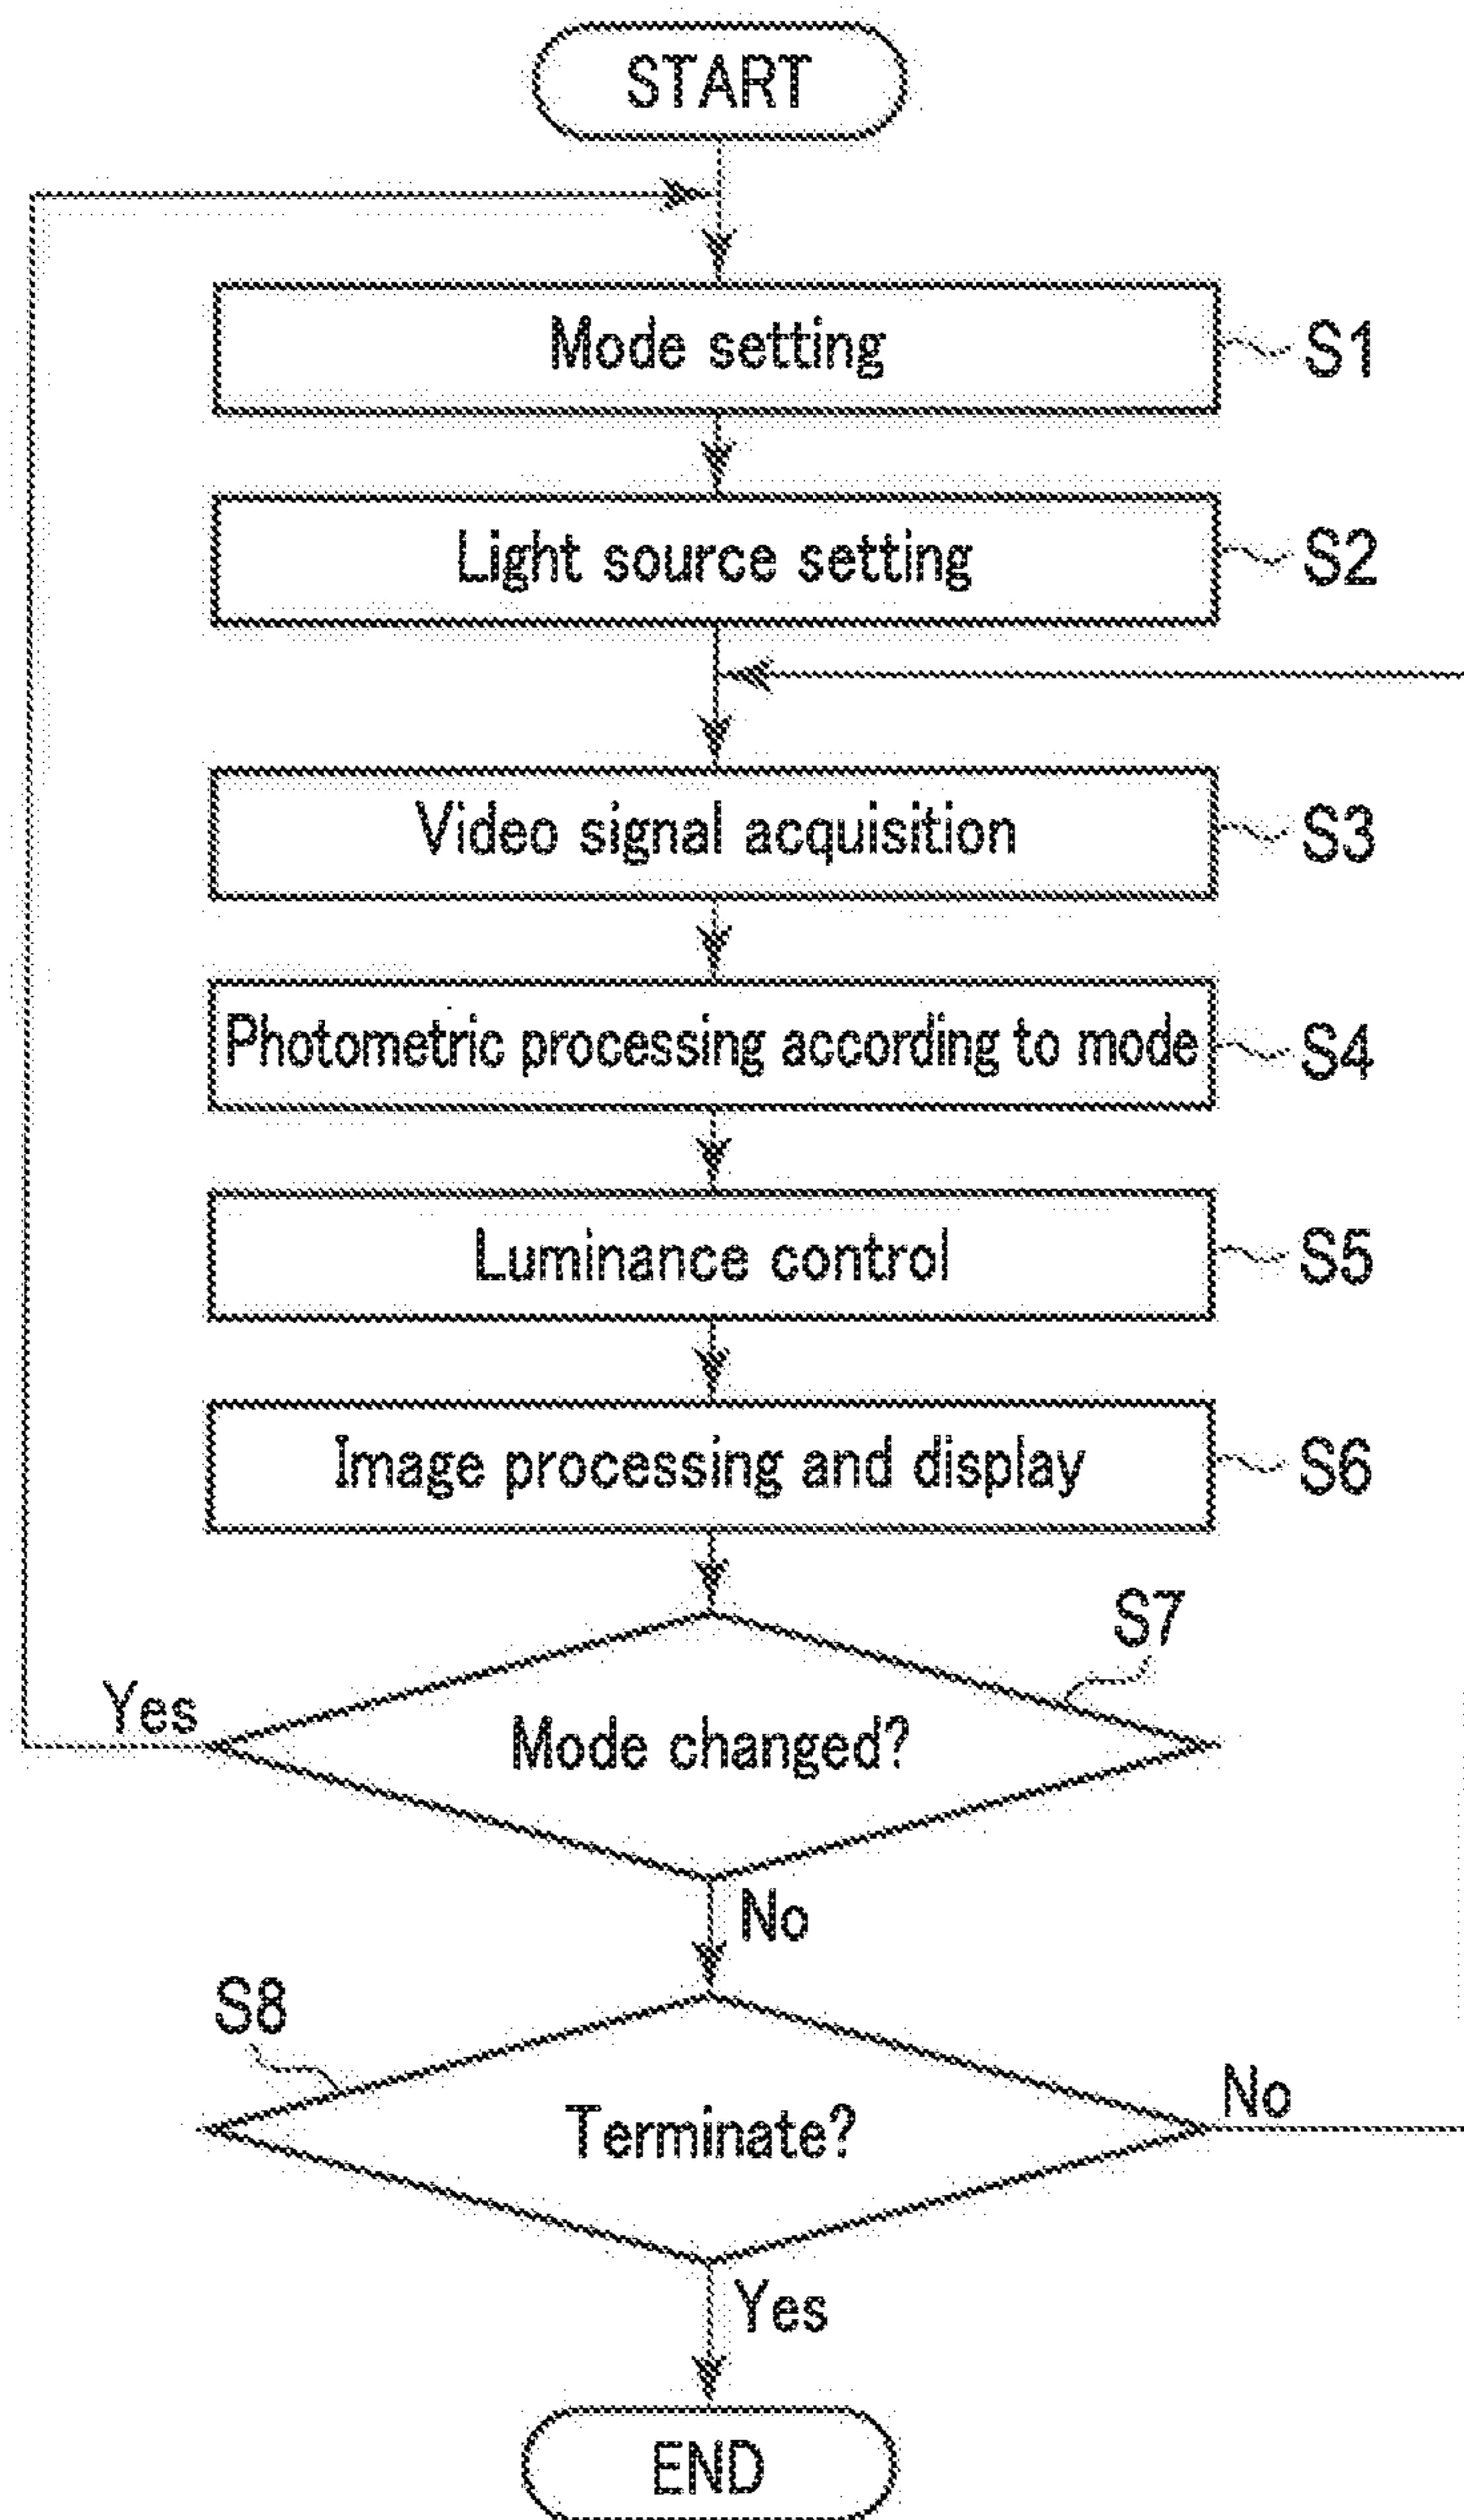 START
Mode setting
S1
Light source setting
S2
Video signal acquisition
S3
Photometric processing according to mode
S4
Luminance control
S5
Image processing and display
S6
S7
Yes
Mode changed?
No
S8
No
Terminate?
Yes
END